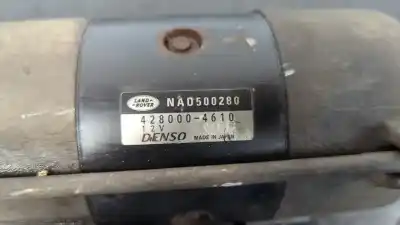 LAND-
ROVER
NAD500280
428000-4610
12V
DENSO MADE IN JAPAN